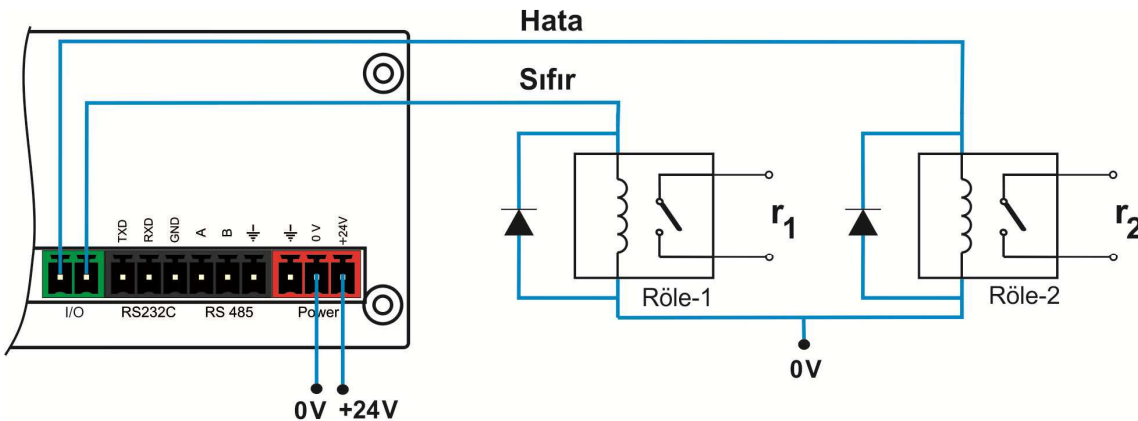 Hata
Sıfır
TXD
RXD
GND
A
B
0 V
+24V
r1
r2
Röle-1
Röle-2
I/O
RS232C
RS 485
Power
0V
0V
+24V